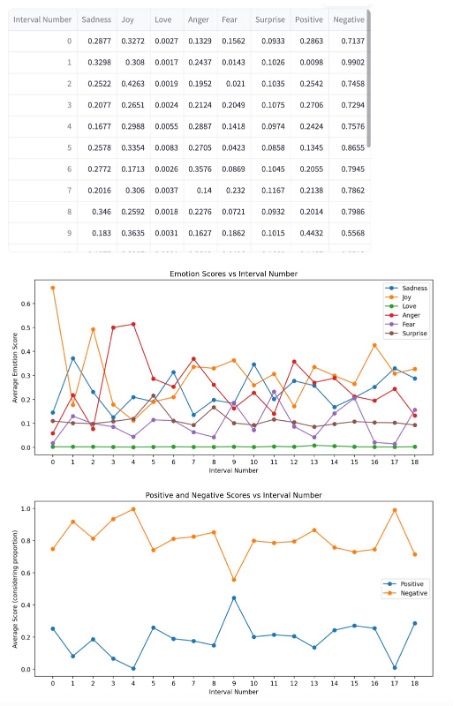 Interval Number Sadness Joy Love Anger Fear Surprise Positive Negative
0 0.2877 0.3272 0.0027 0.1329 0.1562 0.0933 0.2863 0.7137
1 0.3298 0.308 0.0017 0.2437 0.0143 0.1026 0.0098 0.9902
2 0.2522 0.4263 0.0019 0.1952 0.021 0.1035 0.2542 0.7458
3 0.2077 0.2651 0.0024 0.2124 0.2049 0.1075 0.2706 0.7294
4 0.1677 0.2988 0.0055 0.2887 0.1418 0.0974 0.2424 0.7576
5 0.2578 0.3354 0.0083 0.2705 0.0423 0.0858 0.1345 0.8655
6 0.2772 0.1713 0.0026 0.3576 0.0869 0.1045 0.2055 0.7945
7 0.2016 0.306 0.0037 0.14 0.232 0.1167 0.2138 0.7862
8 0.346 0.2592 0.0018 0.2276 0.0721 0.0932 0.2014 0.7986
9 0.183 0.3635 0.0031 0.1627 0.1862 0.1015 0.4432 0.5568
Emotion Scores vs Interval Number
Sadness
Joy
Love
Anger
Fear
Surprise
Average Emotion Score
0.6
0.5
0.4
0.3
0.2
0.1
0.0
0 1 2 3 4 5 6 7 8 9 10 11 12 13 14 15 16 17 18
Interval Number
Positive and Negative Scores vs Interval Number
Average Score (considering proportion)
1.0
0.8
0.6
0.4
0.2
0.0
Positive
Negative
0 1 2 3 4 5 6 7 8 9 10 11 12 13 14 15 16 17 18
Interval Number